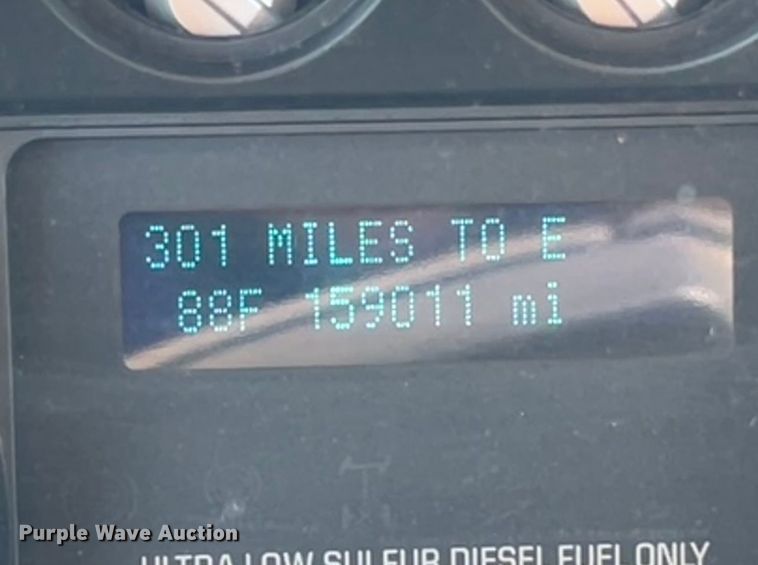 301 MILES TO E
88F 159011 mi
Purple Wave Auction
ULTRA LOW SULFUR DIESEL FUEL ONLY